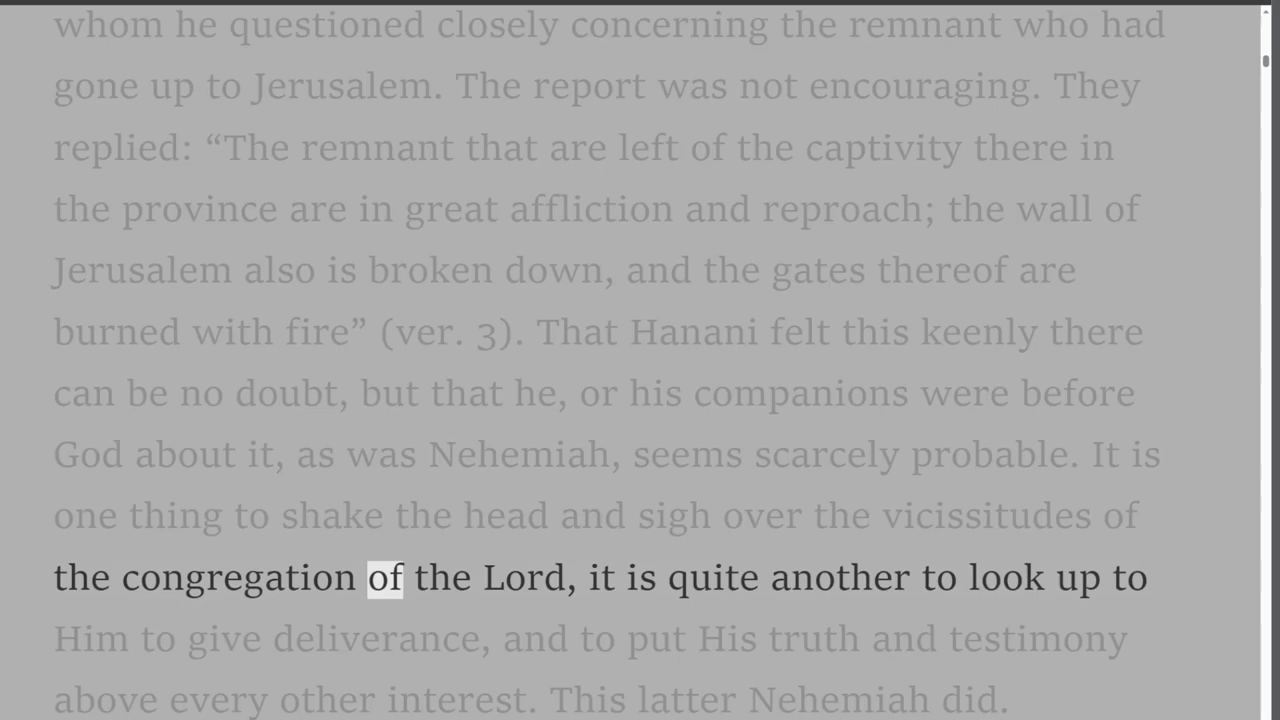 whom he questioned closely concerning the remnant who had
gone up to Jerusalem. The report was not encouraging. They
replied: “The remnant that are left of the captivity there in
the province are in great affliction and reproach; the wall of
Jerusalem also is broken down, and the gates thereof are
burned with fire” (ver. 3). That Hanani felt this keenly there
can be no doubt, but that he, or his companions were before
God about it, as was Nehemiah, seems scarcely probable. It is
one thing to shake the head and sigh over the vicissitudes of
the congregation of the Lord, it is quite another to look up to
Him to give deliverance, and to put His truth and testimony
above every other interest. This latter Nehemiah did.